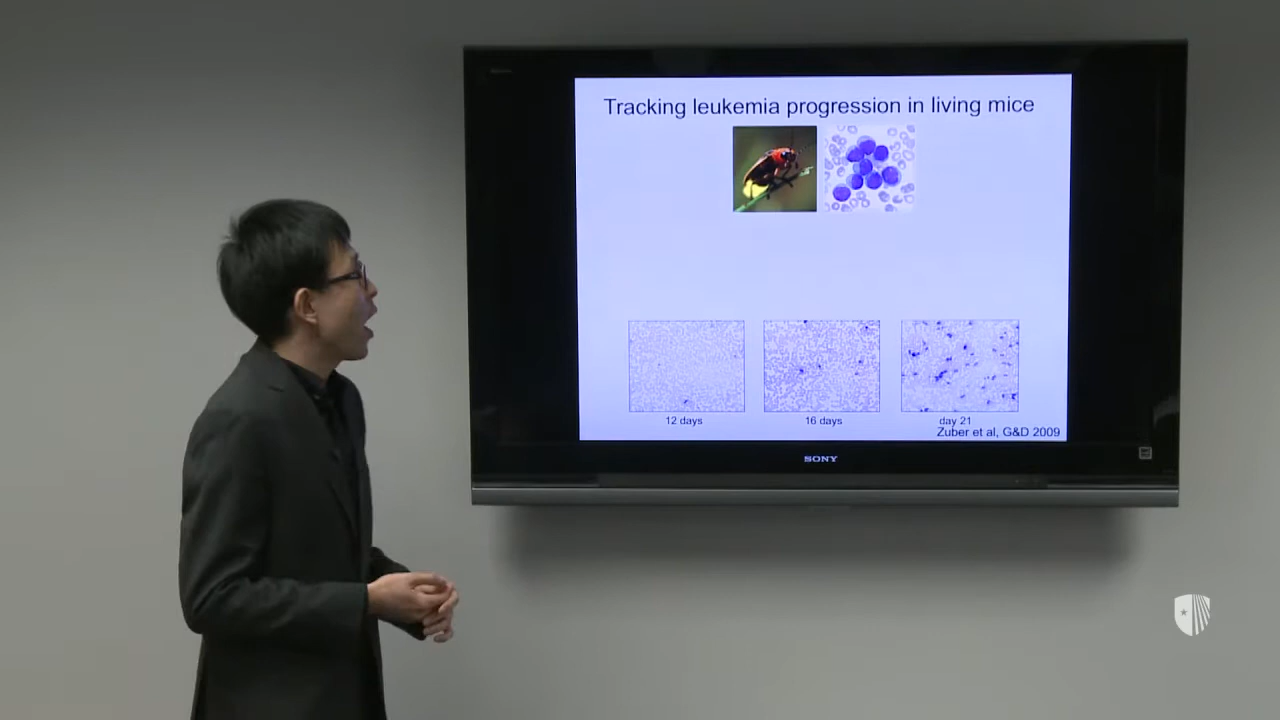 Tracking leukemia progression in living mice
12 days
16 days
day 21
Zuber et al, G&D 2009
SONY